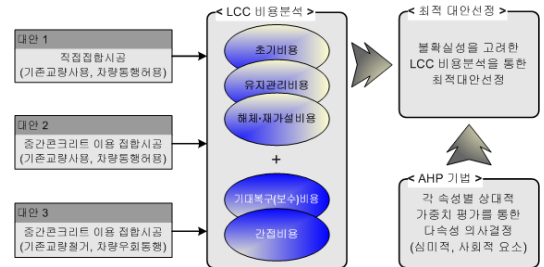 대안 1
직접접합시공
(기존교량사용, 차량통행허용)
대안 2
중간콘크리트 이용 접합시공
(기존교량사용, 차량통행허용)
대안 3
중간콘크리트 이용 접합시공
(기존교량철거, 차량우회통행)
< LCC 비용분석 >
초기비용
유지관리비용
해체·재가설비용
+
기대복구(보수)비용
간접비용
< 최적 대안선정 >
불확실성을 고려한
LCC 비용분석을 통한
최적대안선정
< AHP 기법 >
각 속성별 상대적
가중치 평가를 통한
다속성 의사결정
(심미적, 사회적 요소)